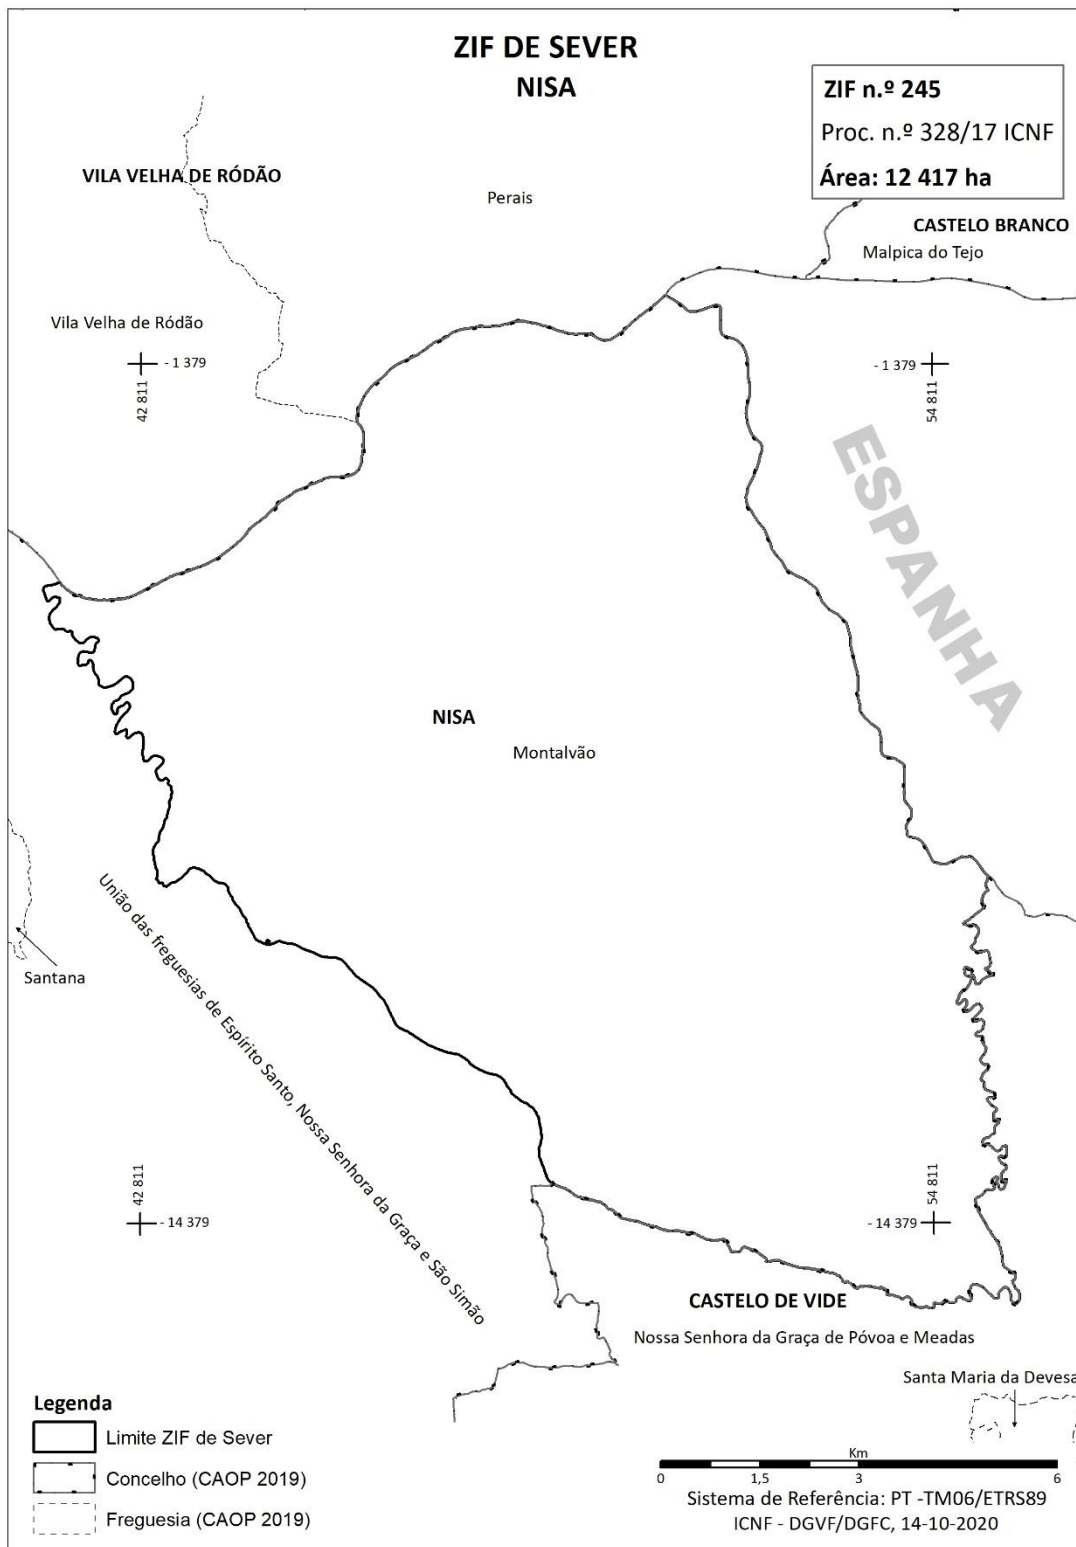 ZIF DE SEVER
NISA
ZIF n.º 245
Proc. n.º 328/17 ICNF
Área: 12 417 ha
VILA VELHA DE RÓDÃO
Perais
CASTELO BRANCO
Malpica do Tejo
Vila Velha de Ródão
- 1 379
42 811
- 1 379
54 811
ESPANHA
NISA
Montalvão
União das freguesias de Espírito Santo, Nossa Senhora da Graça e São Simão
Santana
42 811
- 14 379
54 811
- 14 379
CASTELO DE VIDE
Nossa Senhora da Graça de Póvoa e Meadas
Santa Maria da Devesa
Legenda
Limite ZIF de Sever
Concelho (CAOP 2019)
Freguesia (CAOP 2019)
Km
0 1,5 3 6
Sistema de Referência: PT -TM06/ETRS89
ICNF - DGVF/DGFC, 14-10-2020